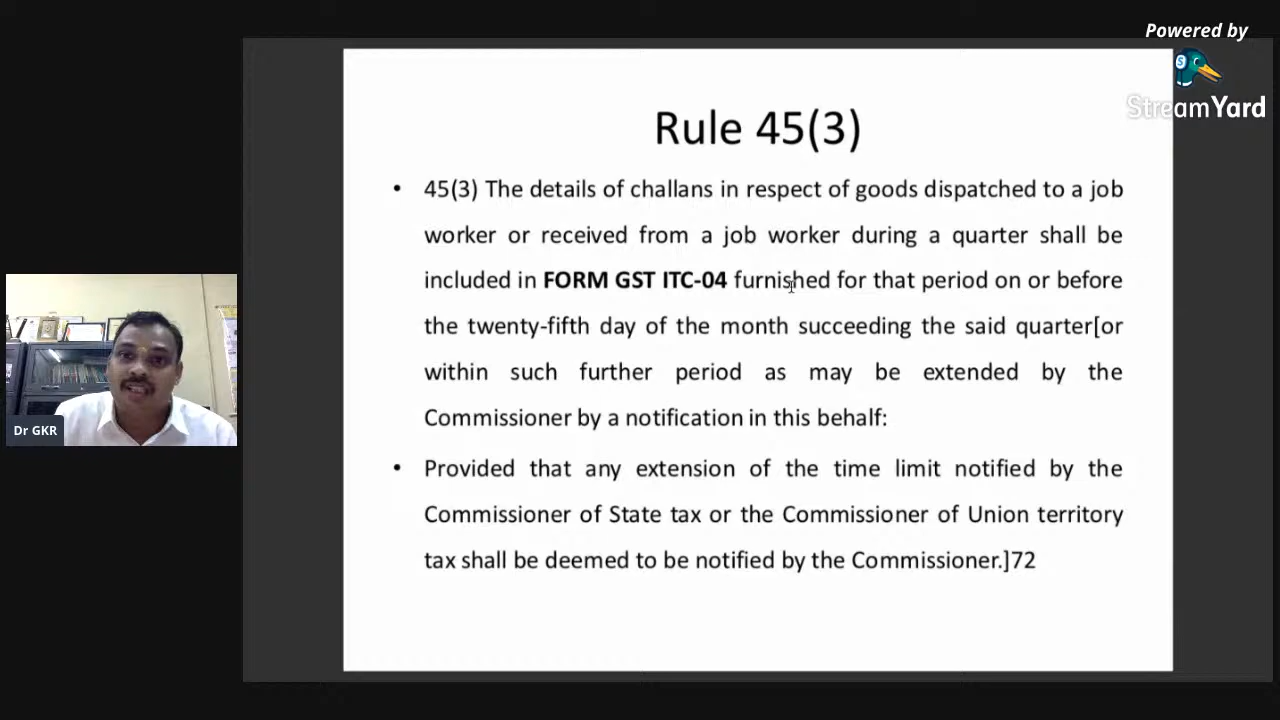 Powered by
S
StreamYard
Rule 45(3)
• 45(3) The details of challans in respect of goods dispatched to a job
worker or received from a job worker during a quarter shall be
included in FORM GST ITC-04 furnished for that period on or before
the twenty-fifth day of the month succeeding the said quarter[or
within such further period as may be extended by the
Commissioner by a notification in this behalf:
• Provided that any extension of the time limit notified by the
Commissioner of State tax or the Commissioner of Union territory
tax shall be deemed to be notified by the Commissioner.]72
Dr GKR